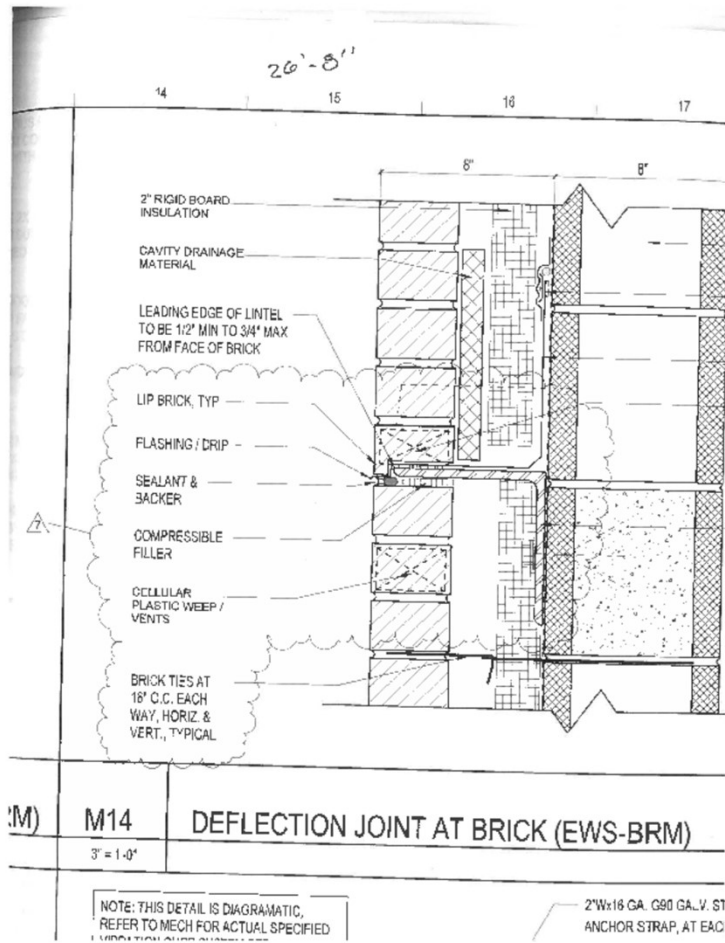 26'-8"
14 15 16 17
8" 8"
2" RIGID BOARD
INSULATION
CAVITY DRAINAGE
MATERIAL
LEADING EDGE OF LINTEL
TO BE 1/2" MIN TO 3/4" MAX
FROM FACE OF BRICK
LIP BRICK, TYP
FLASHING / DRIP
SEALANT &
BACKER
7
COMPRESSIBLE
FILLER
CELLULAR
PLASTIC WEEP /
VENTS
BRICK TIES AT
16" O.C. EACH
WAY, HORIZ. &
VERT., TYPICAL
RM) M14 DEFLECTION JOINT AT BRICK (EWS-BRM)
3" = 1'-0"
NOTE: THIS DETAIL IS DIAGRAMATIC,
REFER TO MECH FOR ACTUAL SPECIFIED
2"Wx16 GA. G90 GALV. ST
ANCHOR STRAP, AT EAC